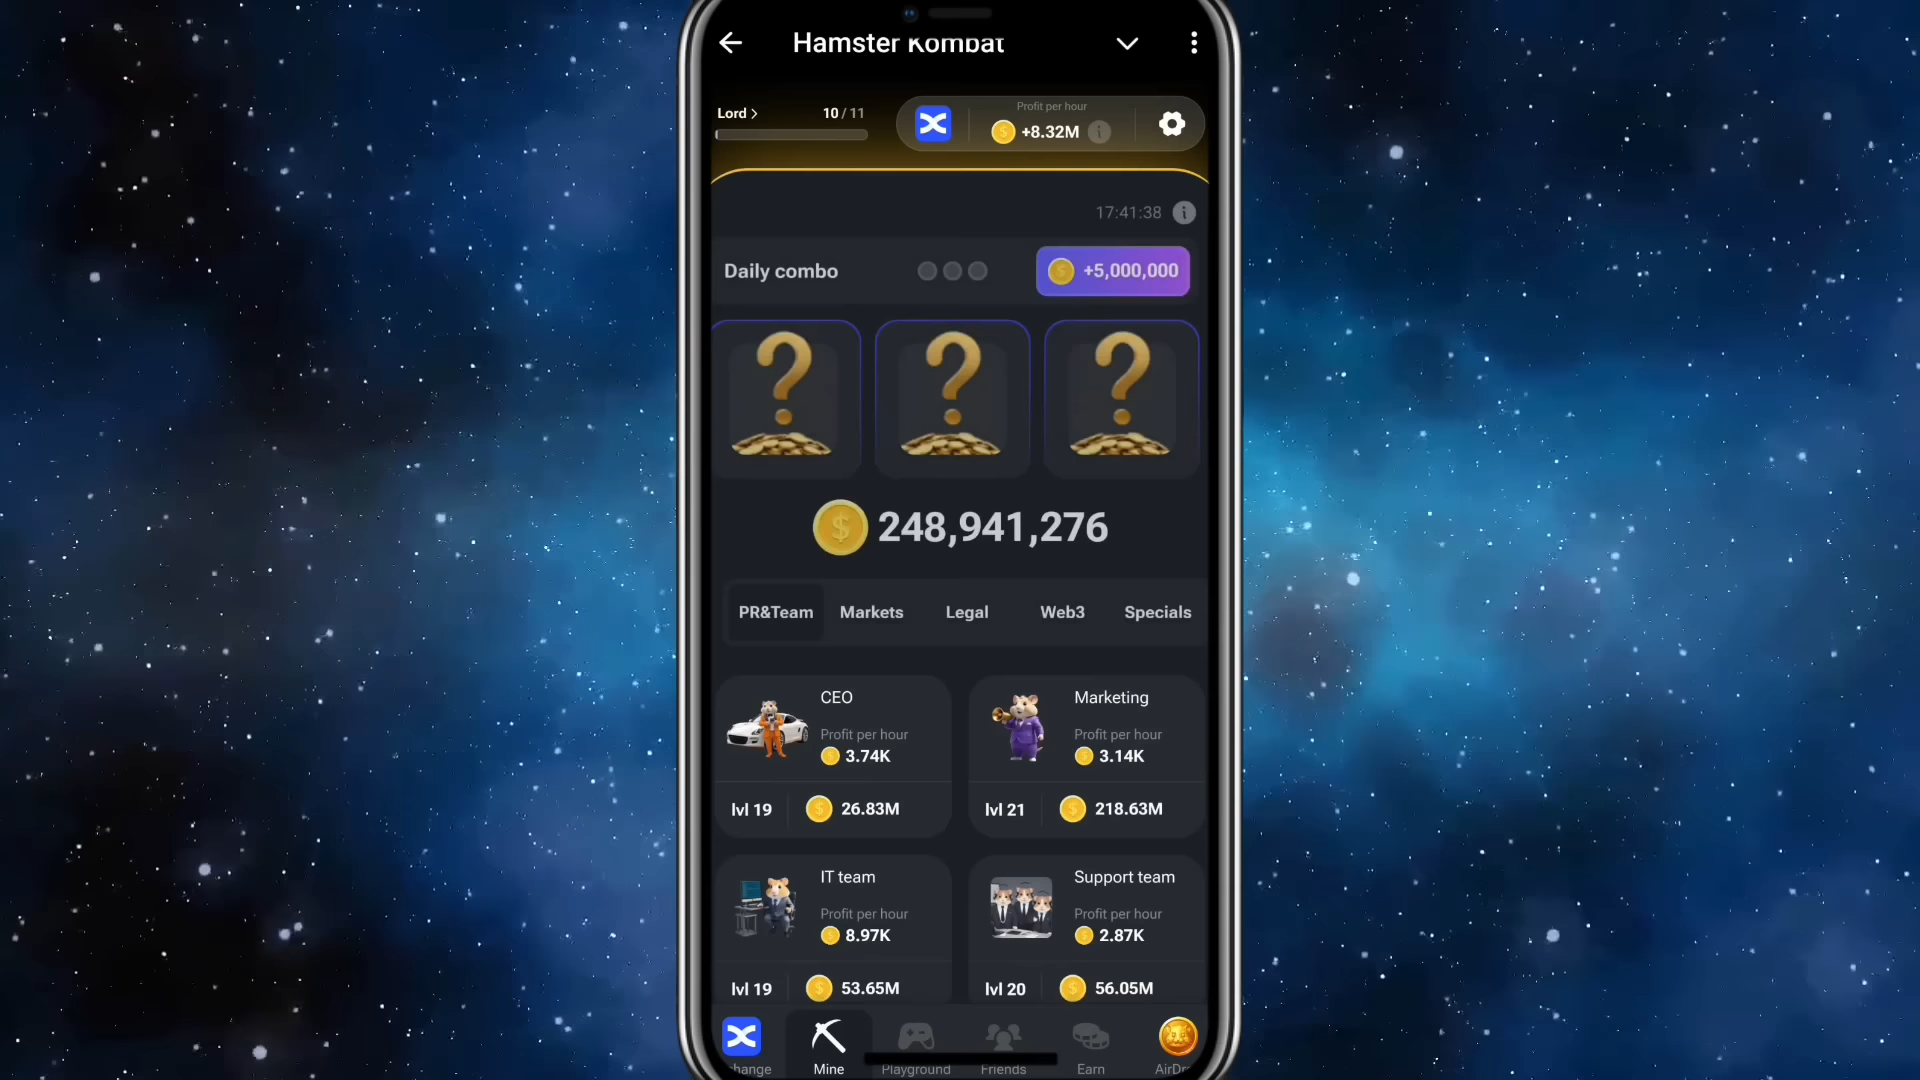 Hamster Kombat
Lord >
10/11
Profit per hour
+8.32M
17:41:38
Daily combo
+5,000,000
248,941,276
PR&Team
Markets
Legal
Web3
Specials
CEO
Profit per hour
3.74K
lvl 19
26.83M
Marketing
Profit per hour
3.14K
lvl 21
218.63M
IT team
Profit per hour
8.97K
lvl 19
53.65M
Support team
Profit per hour
2.87K
lvl 20
56.05M
hange
Mine
Playground
Friends
Earn
AirDr